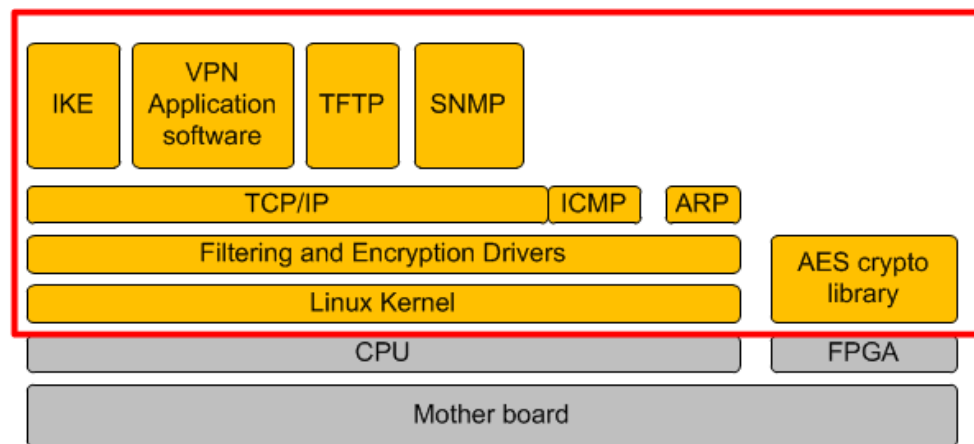 IKE
VPN
Application
software
TFTP
SNMP
TCP/IP
ICMP
ARP
Filtering and Encryption Drivers
AES crypto
library
Linux Kernel
CPU
FPGA
Mother board